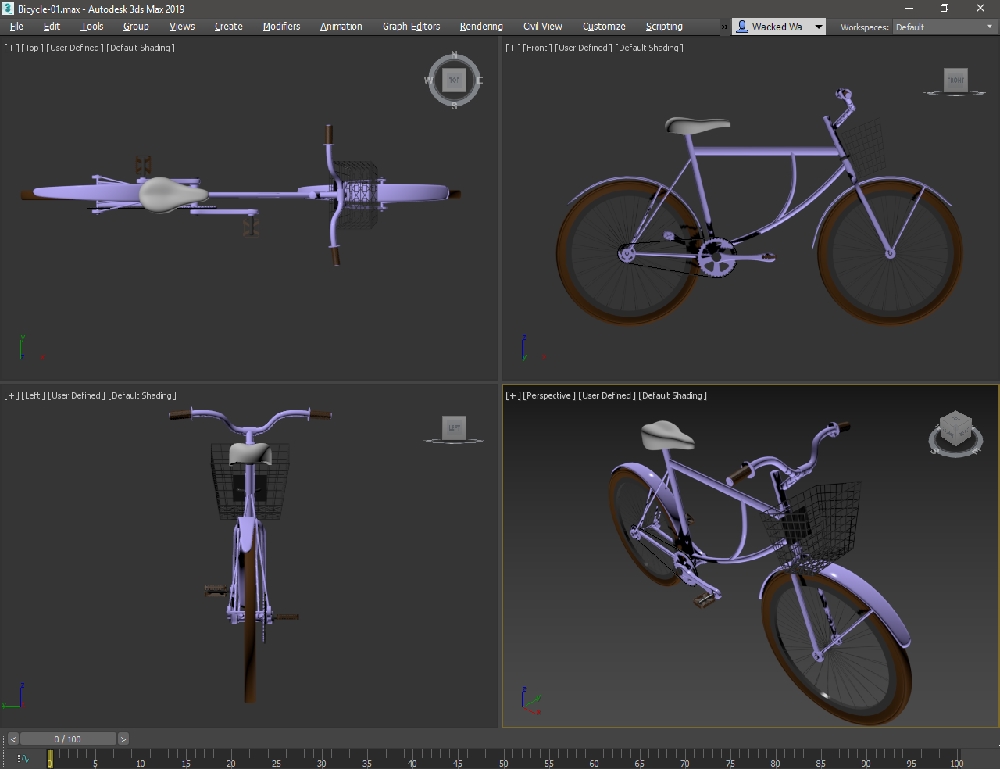 Bicycle-01.max - Autodesk 3ds Max 2019
File Edit Tools Group Views Create Modifiers Animation Graph Editors Rendering Civil View Customize Scripting » Wacked Wa Workspaces: Default
[+] [Top] [User Defined] [Default Shading]
N
W TOP E
S
[+] [Front] [User Defined] [Default Shading]
FRONT
y
x
z
y x
[+] [Left] [User Defined] [Default Shading]
LEFT
[+] [Perspective] [User Defined] [Default Shading]
z
z
< 0 / 100 >
0 5 10 15 20 25 30 35 40 45 50 55 60 65 70 75 80 85 90 95 100